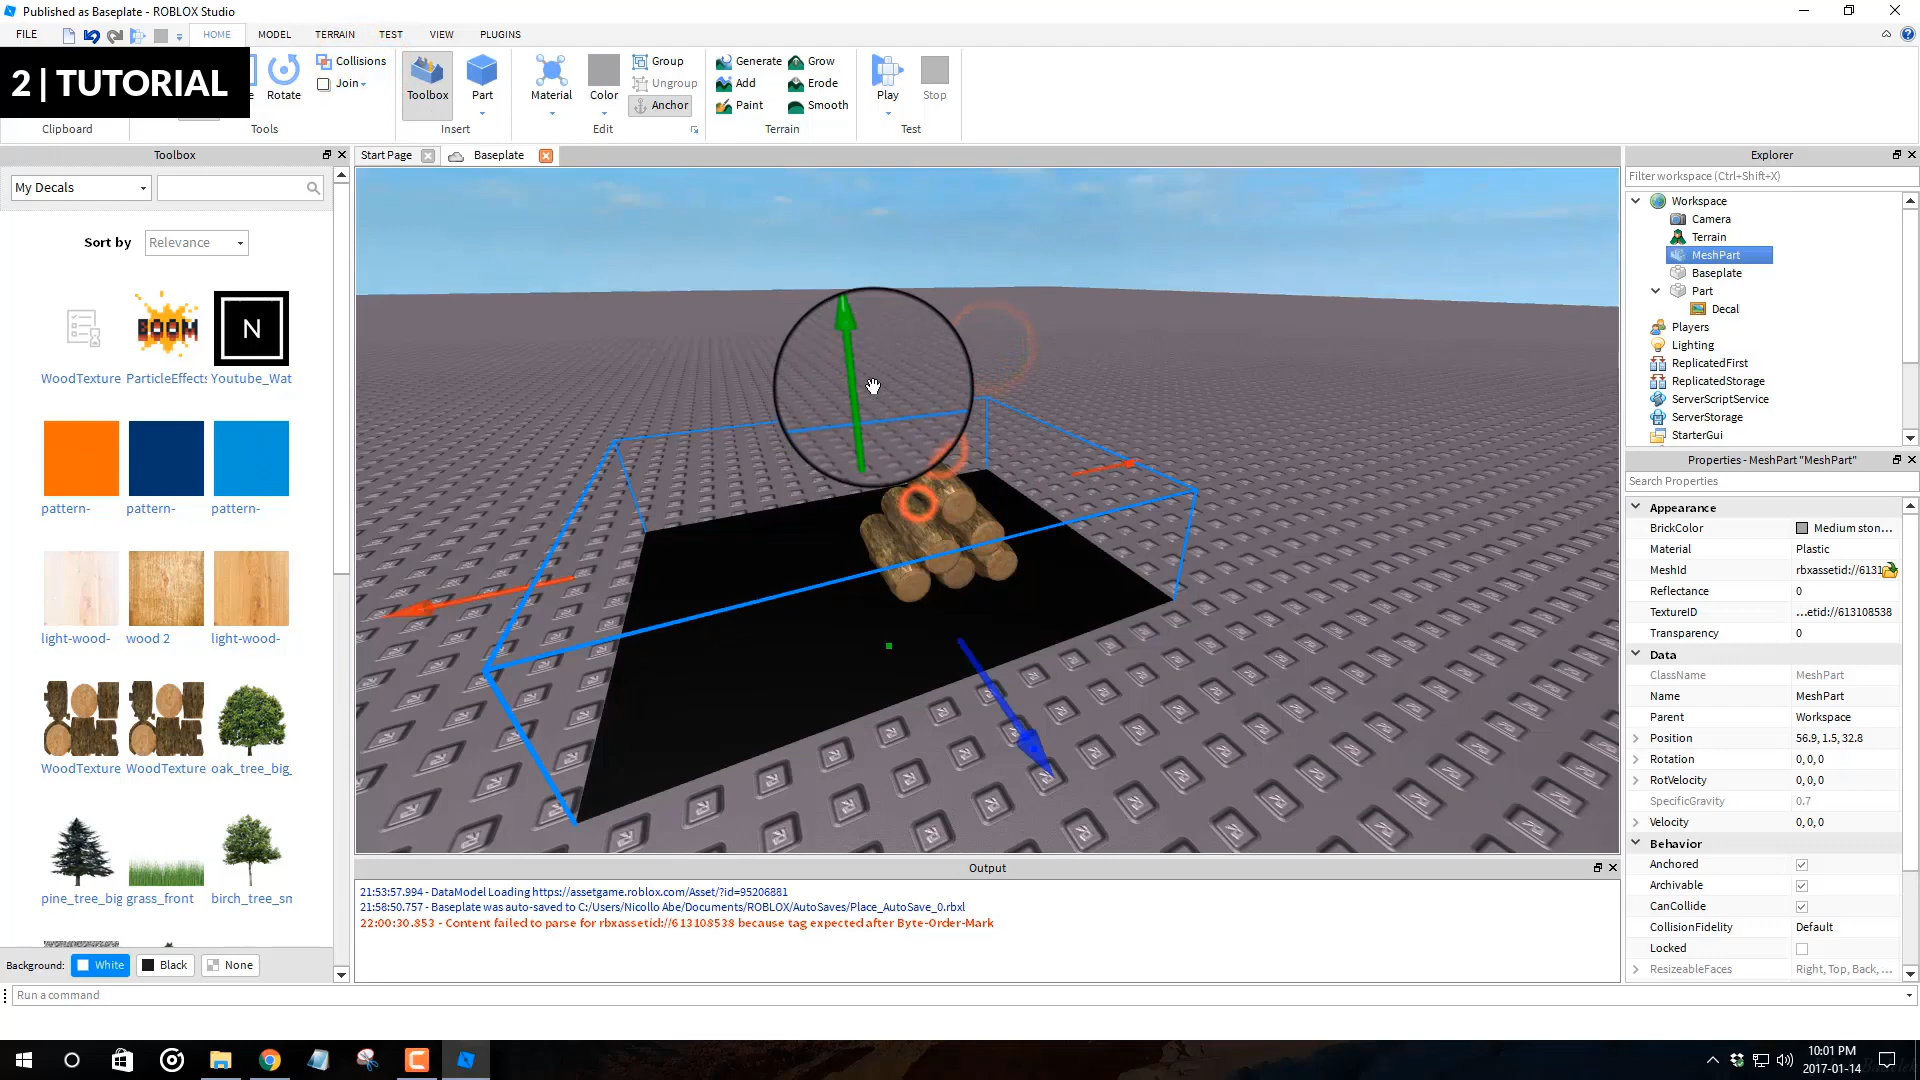 Published as Baseplate - ROBLOX Studio
FILE
HOME
MODEL
TERRAIN
TEST
VIEW
PLUGINS
2 | TUTORIAL
Rotate
Collisions
Join
Toolbox
Part
Material
Color
Group
Ungroup
Anchor
Generate
Grow
Add
Erode
Paint
Smooth
Play
Stop
Clipboard
Tools
Insert
Edit
Terrain
Test
Toolbox
My Decals
Sort by
Relevance
BOOM
N
WoodTexture
ParticleEffects
Youtube_Wat
pattern-
pattern-
pattern-
light-wood-
wood 2
light-wood-
WoodTexture
WoodTexture
oak_tree_big_
pine_tree_big
grass_front
birch_tree_sm
Background:
White
Black
None
Start Page
Baseplate
Output
21:53:57.994 - DataModel Loading https://assetgame.roblox.com/Asset/?id=95206881
21:58:50.757 - Baseplate was auto-saved to C:/Users/Nicollo Abe/Documents/ROBLOX/AutoSaves/Place_AutoSave_0.rbxl
22:00:30.853 - Content failed to parse for rbxassetid://613108538 because tag expected after Byte-Order-Mark
Explorer
Filter workspace (Ctrl+Shift+X)
Workspace
Camera
Terrain
MeshPart
Baseplate
Part
Decal
Players
Lighting
ReplicatedFirst
ReplicatedStorage
ServerScriptService
ServerStorage
StarterGui
Properties - MeshPart "MeshPart"
Search Properties
Appearance
BrickColor Medium ston...
Material Plastic
MeshId rbxassetid://6131
Reflectance 0
TextureID ...etid://613108538
Transparency 0
Data
ClassName MeshPart
Name MeshPart
Parent Workspace
Position 56.9, 1.5, 32.8
Rotation 0, 0, 0
RotVelocity 0, 0, 0
SpecificGravity 0.7
Velocity 0, 0, 0
Behavior
Anchored
Archivable
CanCollide
CollisionFidelity Default
Locked
ResizeableFaces Right, Top, Back, ...
Run a command
10:01 PM
2017-01-14